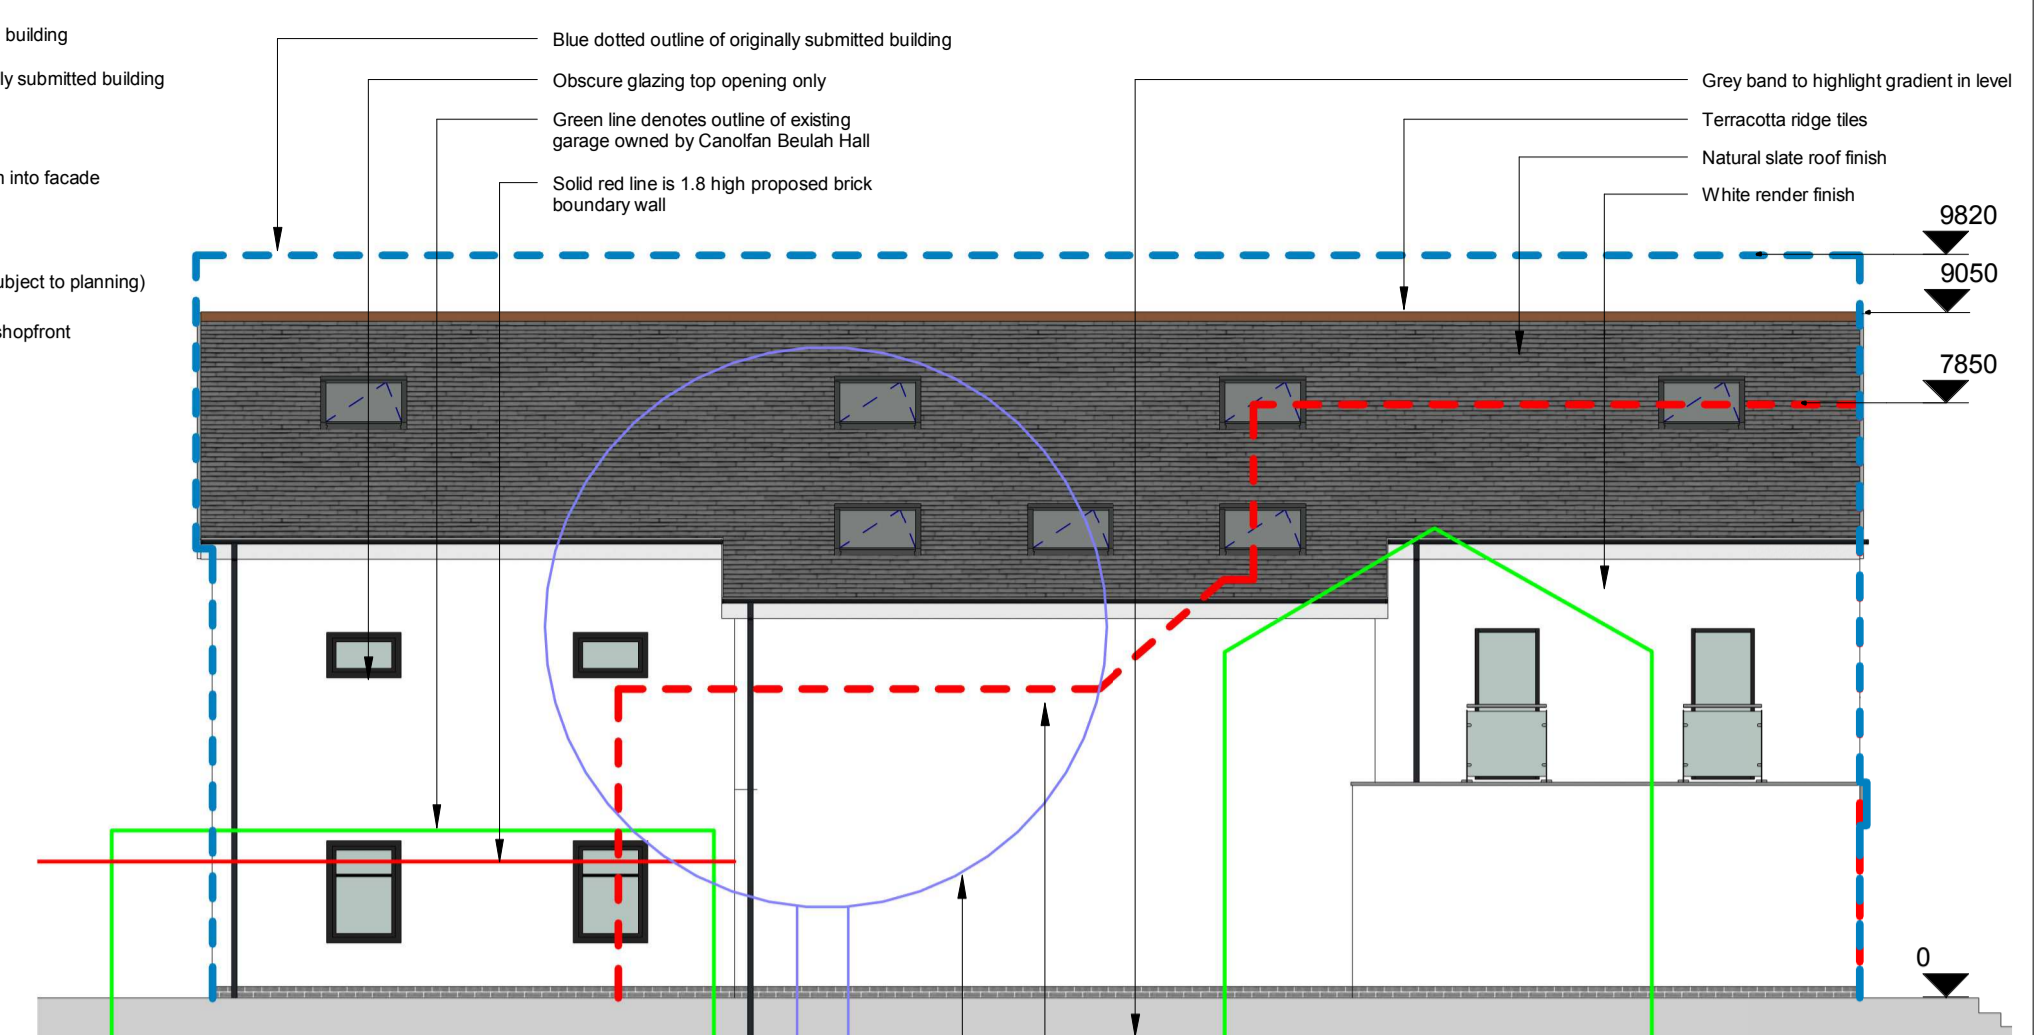 building
ly submitted building
n into facade
ubject to planning)
shopfront
Blue dotted outline of originally submitted building
Obscure glazing top opening only
Green line denotes outline of existing
garage owned by Canolfan Beulah Hall
Solid red line is 1.8 high proposed brick
boundary wall
Grey band to highlight gradient in level
Terracotta ridge tiles
Natural slate roof finish
White render finish
9820
9050
7850
0